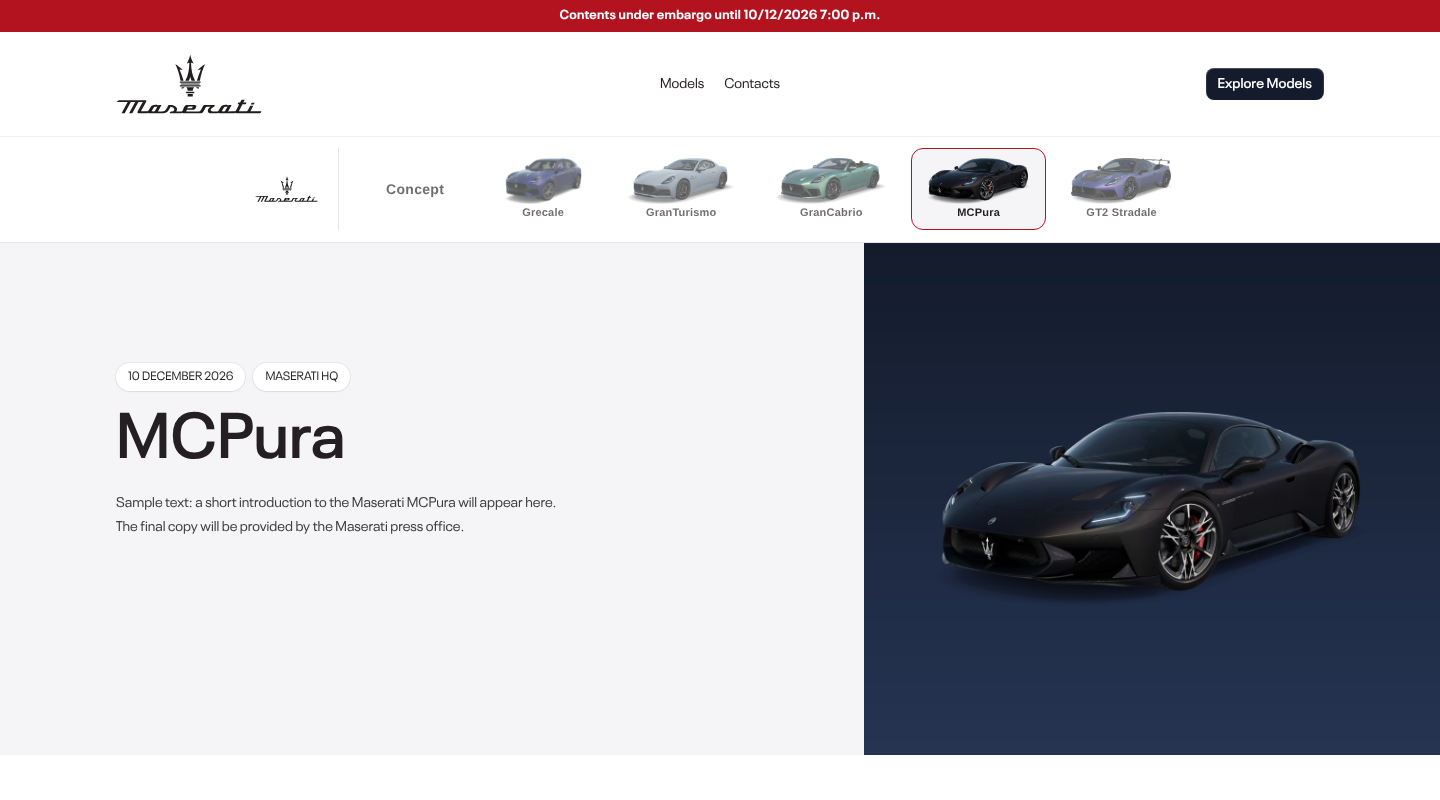 Contents under embargo until 10/12/2026 7:00 p.m.
Maserati
Models
Contacts
Explore Models
Maserati
Concept
Grecale
GranTurismo
GranCabrio
MCPura
GT2 Stradale
10 DECEMBER 2026
MASERATI HQ
MCPura
Sample text: a short introduction to the Maserati MCPura will appear here.
The final copy will be provided by the Maserati press office.